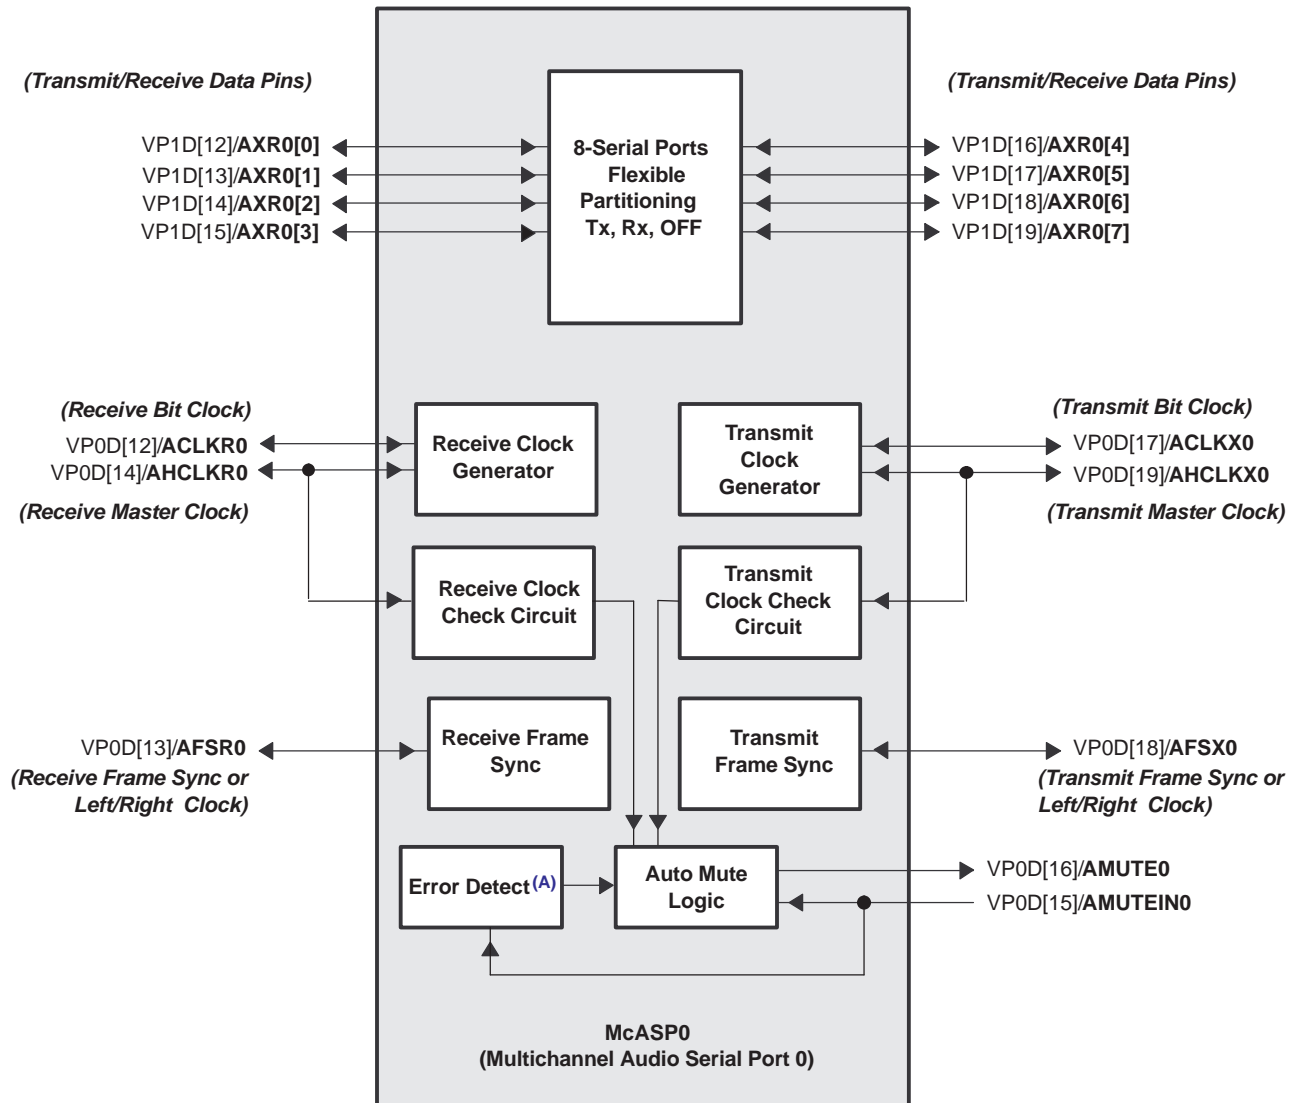 (Transmit/Receive Data Pins)
VP1D[12]/AXR0[0]
VP1D[13]/AXR0[1]
VP1D[14]/AXR0[2]
VP1D[15]/AXR0[3]
8-Serial Ports
Flexible
Partitioning
Tx, Rx, OFF
(Transmit/Receive Data Pins)
VP1D[16]/AXR0[4]
VP1D[17]/AXR0[5]
VP1D[18]/AXR0[6]
VP1D[19]/AXR0[7]
(Receive Bit Clock)
VP0D[12]/ACLKR0
VP0D[14]/AHCLKR0
(Receive Master Clock)
Receive Clock
Generator
Transmit
Clock
Generator
(Transmit Bit Clock)
VP0D[17]/ACLKX0
VP0D[19]/AHCLKX0
(Transmit Master Clock)
Receive Clock
Check Circuit
Transmit
Clock Check
Circuit
VP0D[13]/AFSR0
(Receive Frame Sync or
Left/Right Clock)
Receive Frame
Sync
Transmit
Frame Sync
VP0D[18]/AFSX0
(Transmit Frame Sync or
Left/Right Clock)
Error Detect(A)
Auto Mute
Logic
VP0D[16]/AMUTE0
VP0D[15]/AMUTEIN0
McASP0
(Multichannel Audio Serial Port 0)